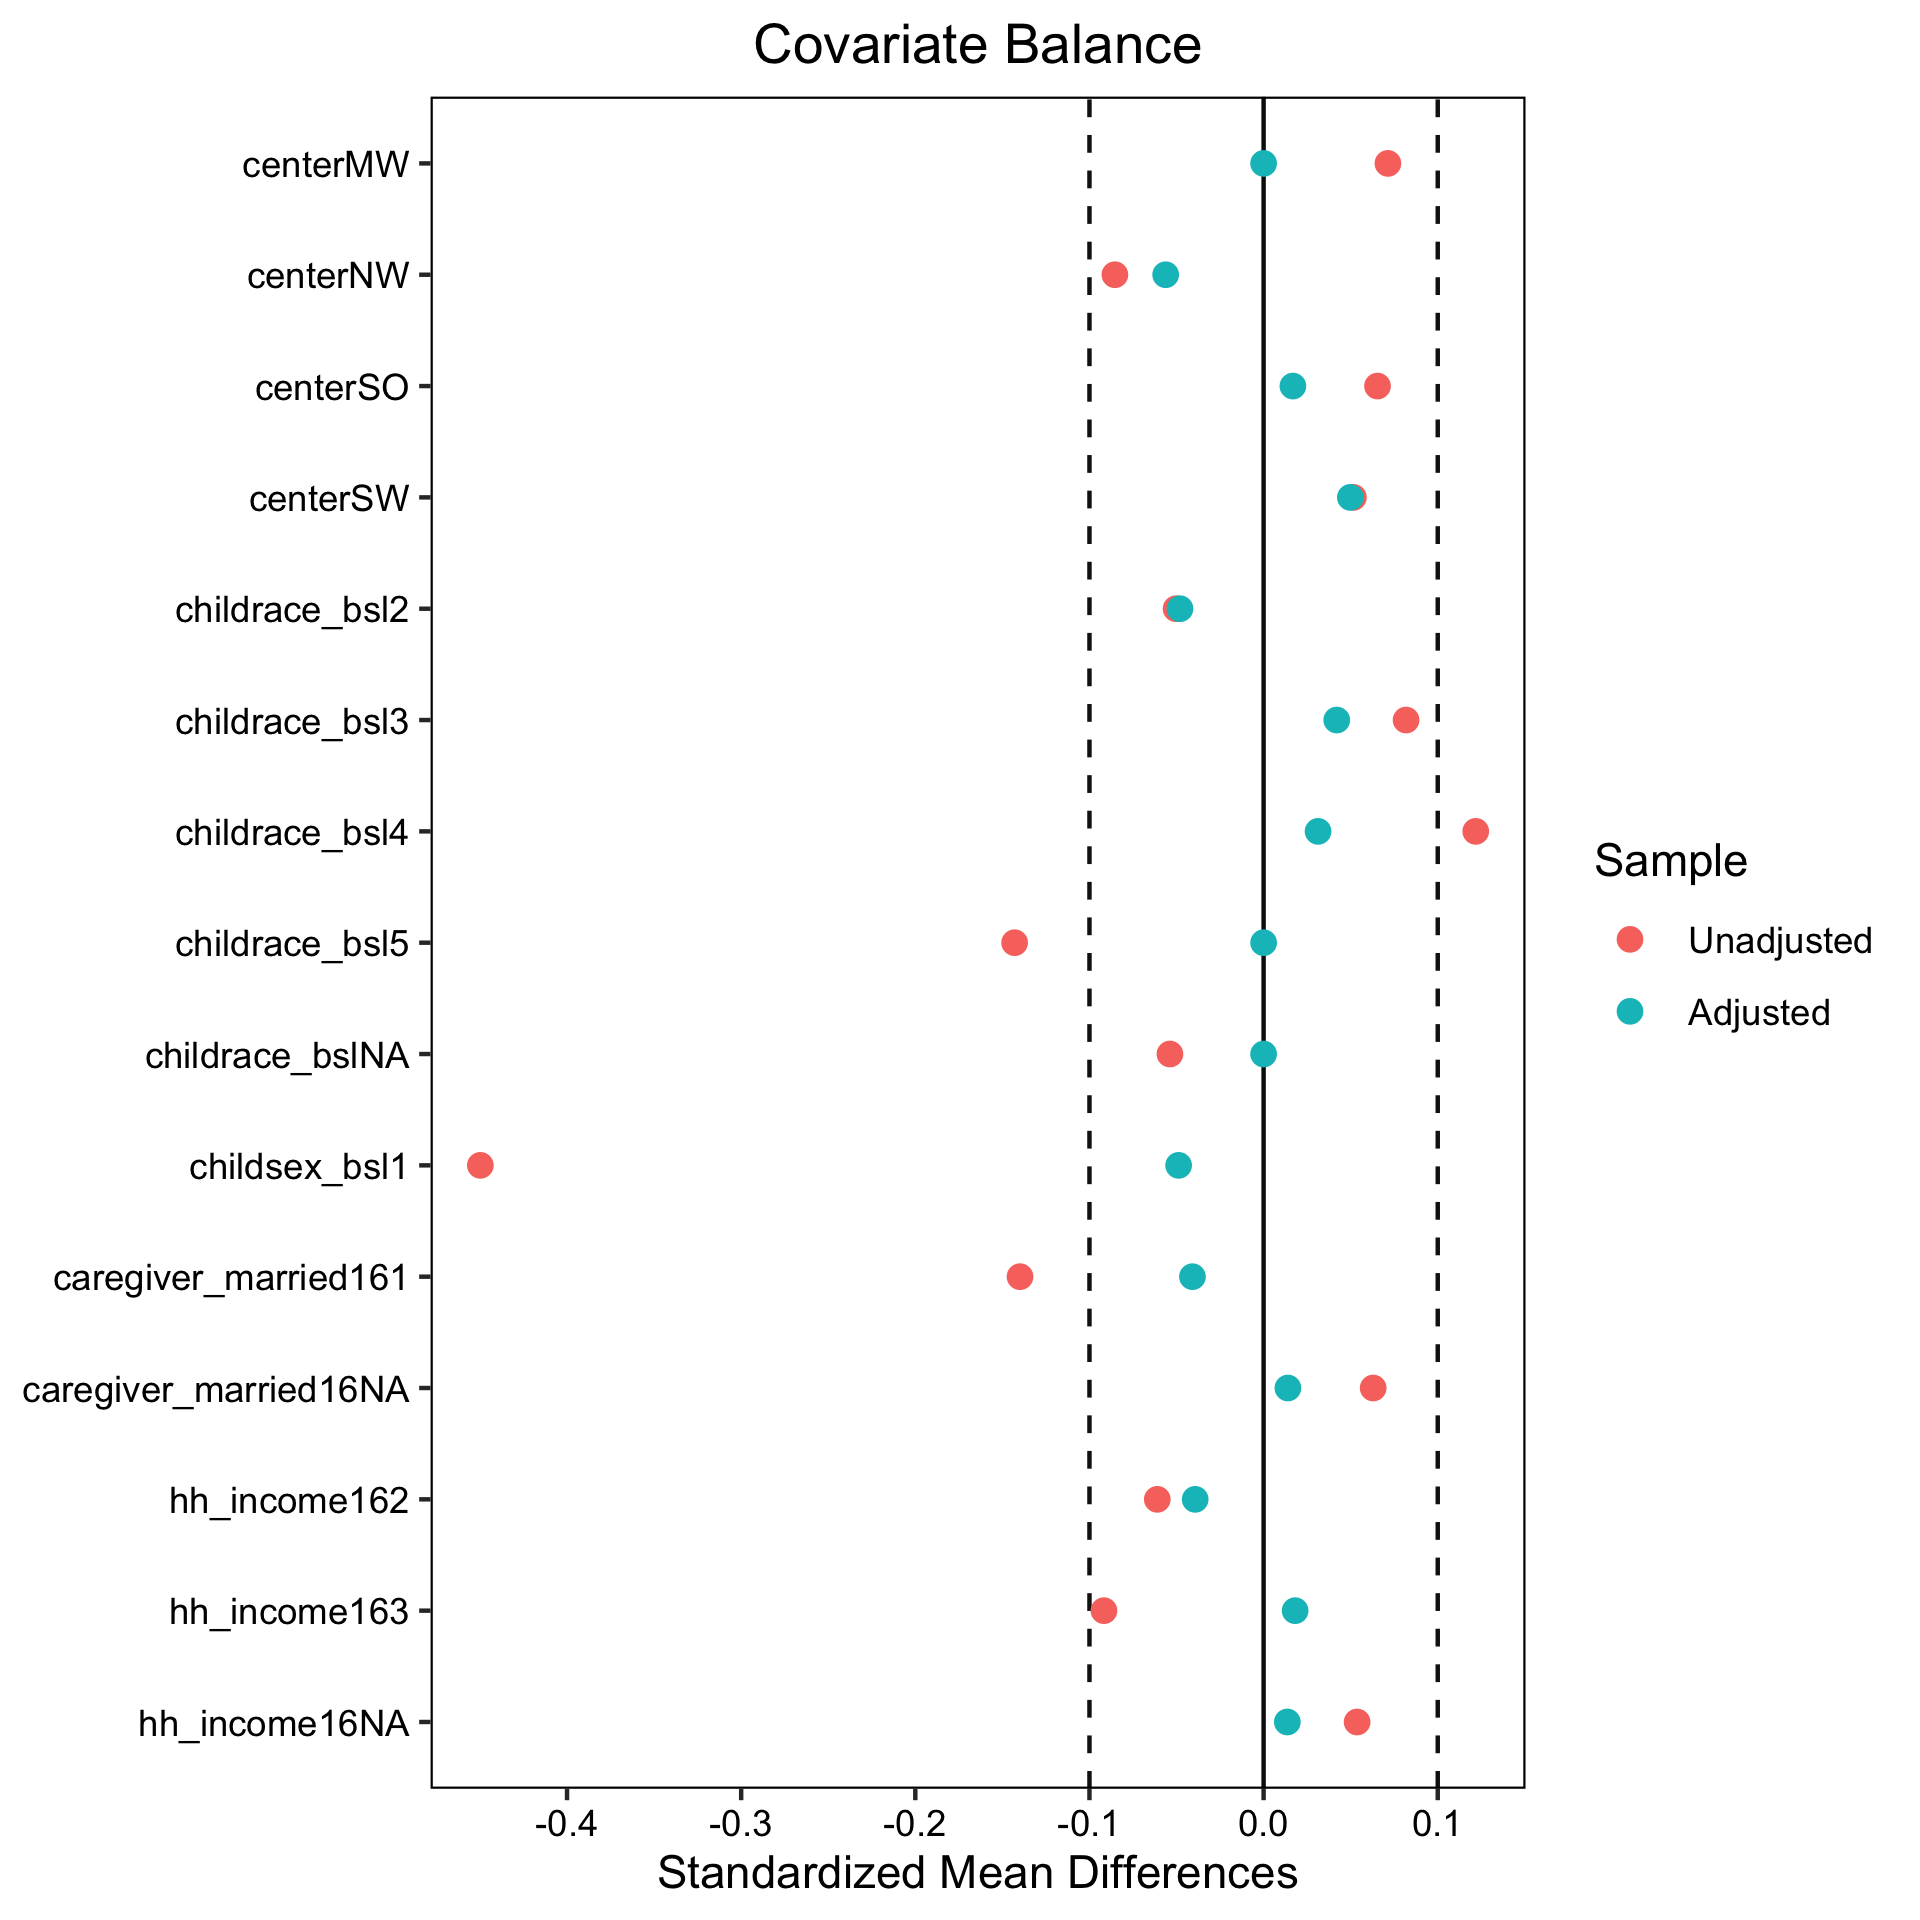 Covariate Balance
centerMW
centerNW
centerSO
centerSW
childrace_bsl2
childrace_bsl3
childrace_bsl4
childrace_bsl5
childrace_bslNA
childsex_bsl1
caregiver_married161
caregiver_married16NA
hh_income162
hh_income163
hh_income16NA
-0.4 -0.3 -0.2 -0.1 0.0 0.1
Standardized Mean Differences
Sample
Unadjusted
Adjusted